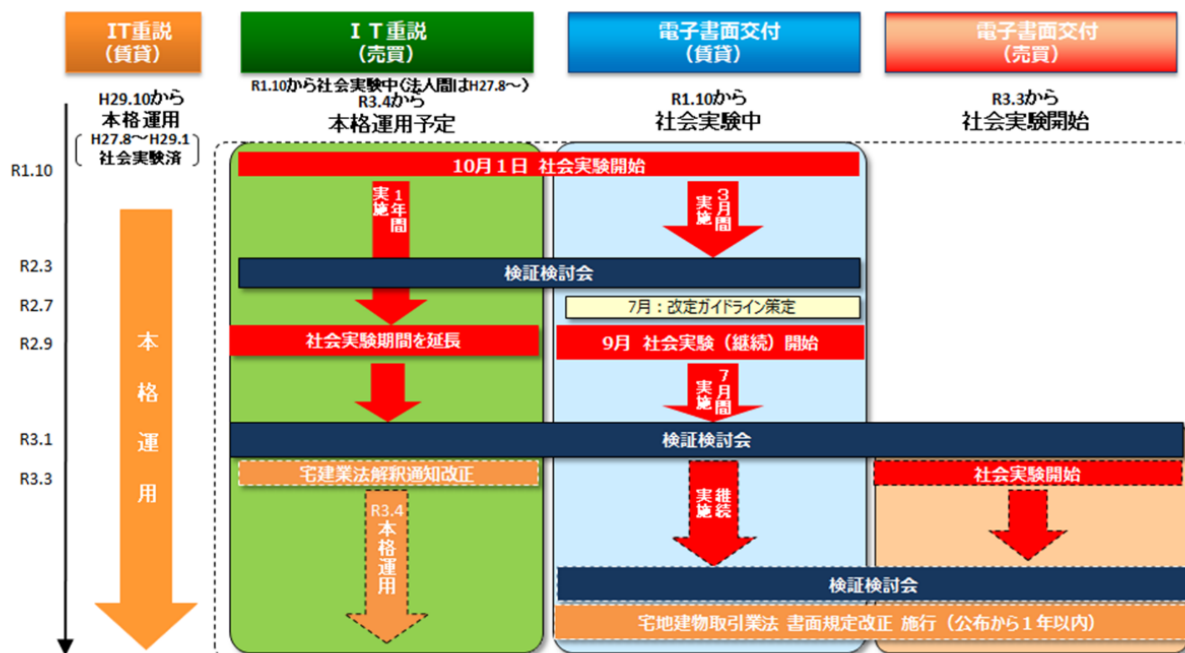 IT重説
(賃貸)
ＩＴ重説
(売買)
電子書面交付
(賃貸)
電子書面交付
(売買)
H29.10から
本格運用
H27.8～H29.1
社会実験済
R1.10から社会実験中(法人間はH27.8～)
R3.4から
本格運用予定
R1.10から
社会実験中
R3.3から
社会実験開始
R1.10
10月１日 社会実験開始
1年間
実施
3月間
実施
R2.3
検証検討会
R2.7
7月：改定ガイドライン策定
R2.9
社会実験期間を延長
9月 社会実験（継続）開始
7月間
実施
R3.1
検証検討会
R3.3
宅建業法解釈通知改正
社会実験開始
本格運用
R3.4
本格運用
継続
実施
検証検討会
宅地建物取引業法 書面規定改正 施行（公布から１年以内）